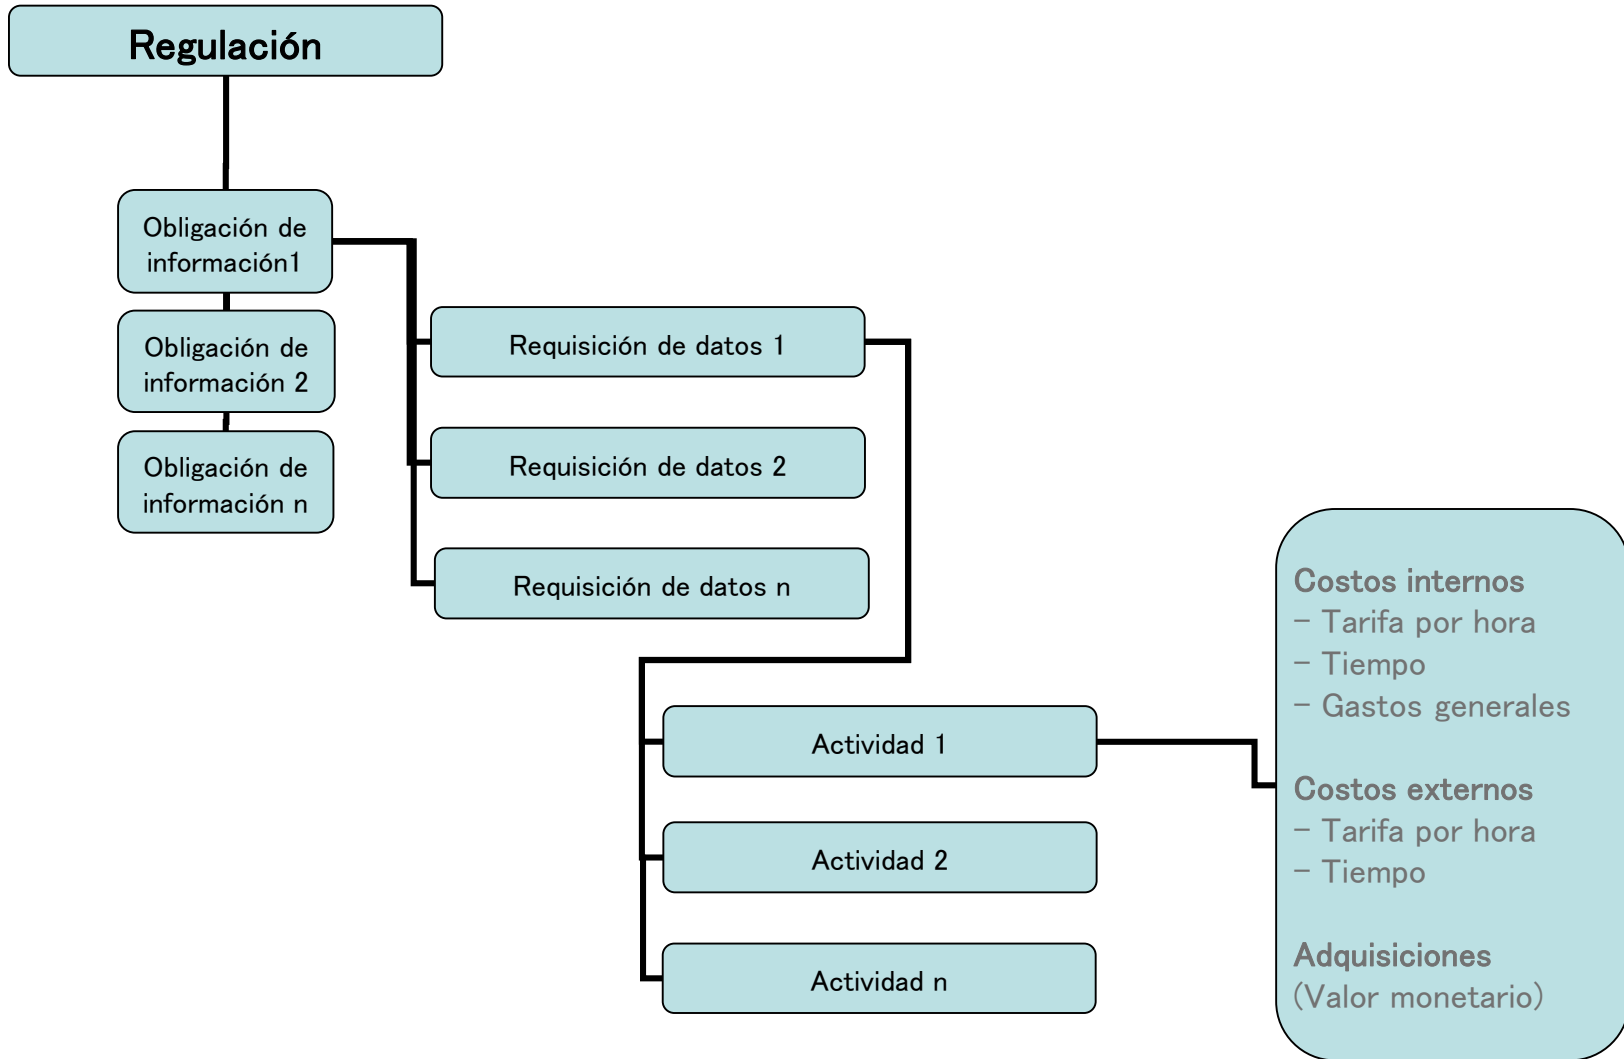 Regulación
Obligación de
información1
Obligación de
información 2
Obligación de
información n
Requisición de datos 1
Requisición de datos 2
Requisición de datos n
Actividad 1
Actividad 2
Actividad n
Costos internos
- Tarifa por hora
- Tiempo
- Gastos generales
Costos externos
- Tarifa por hora
- Tiempo
Adquisiciones
(Valor monetario)